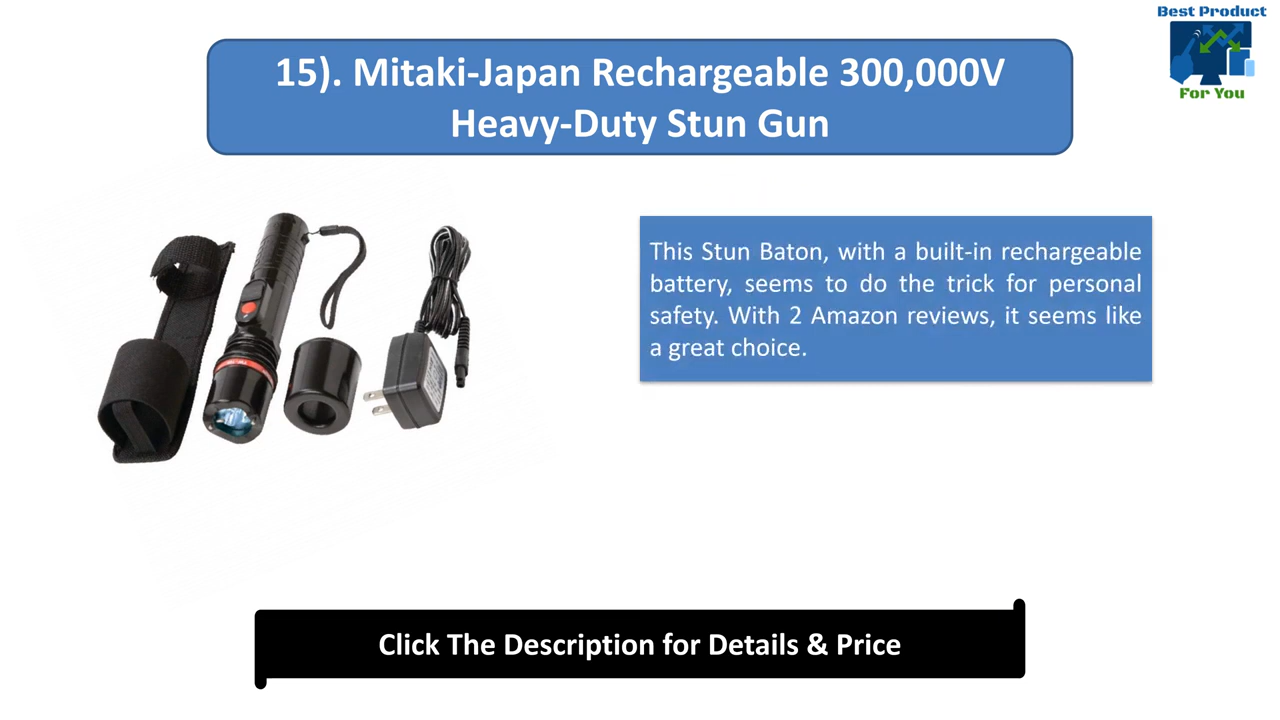 Best Product
For You
15). Mitaki-Japan Rechargeable 300,000V
Heavy-Duty Stun Gun
This Stun Baton, with a built-in rechargeable
battery, seems to do the trick for personal
safety. With 2 Amazon reviews, it seems like
a great choice.
Click The Description for Details & Price